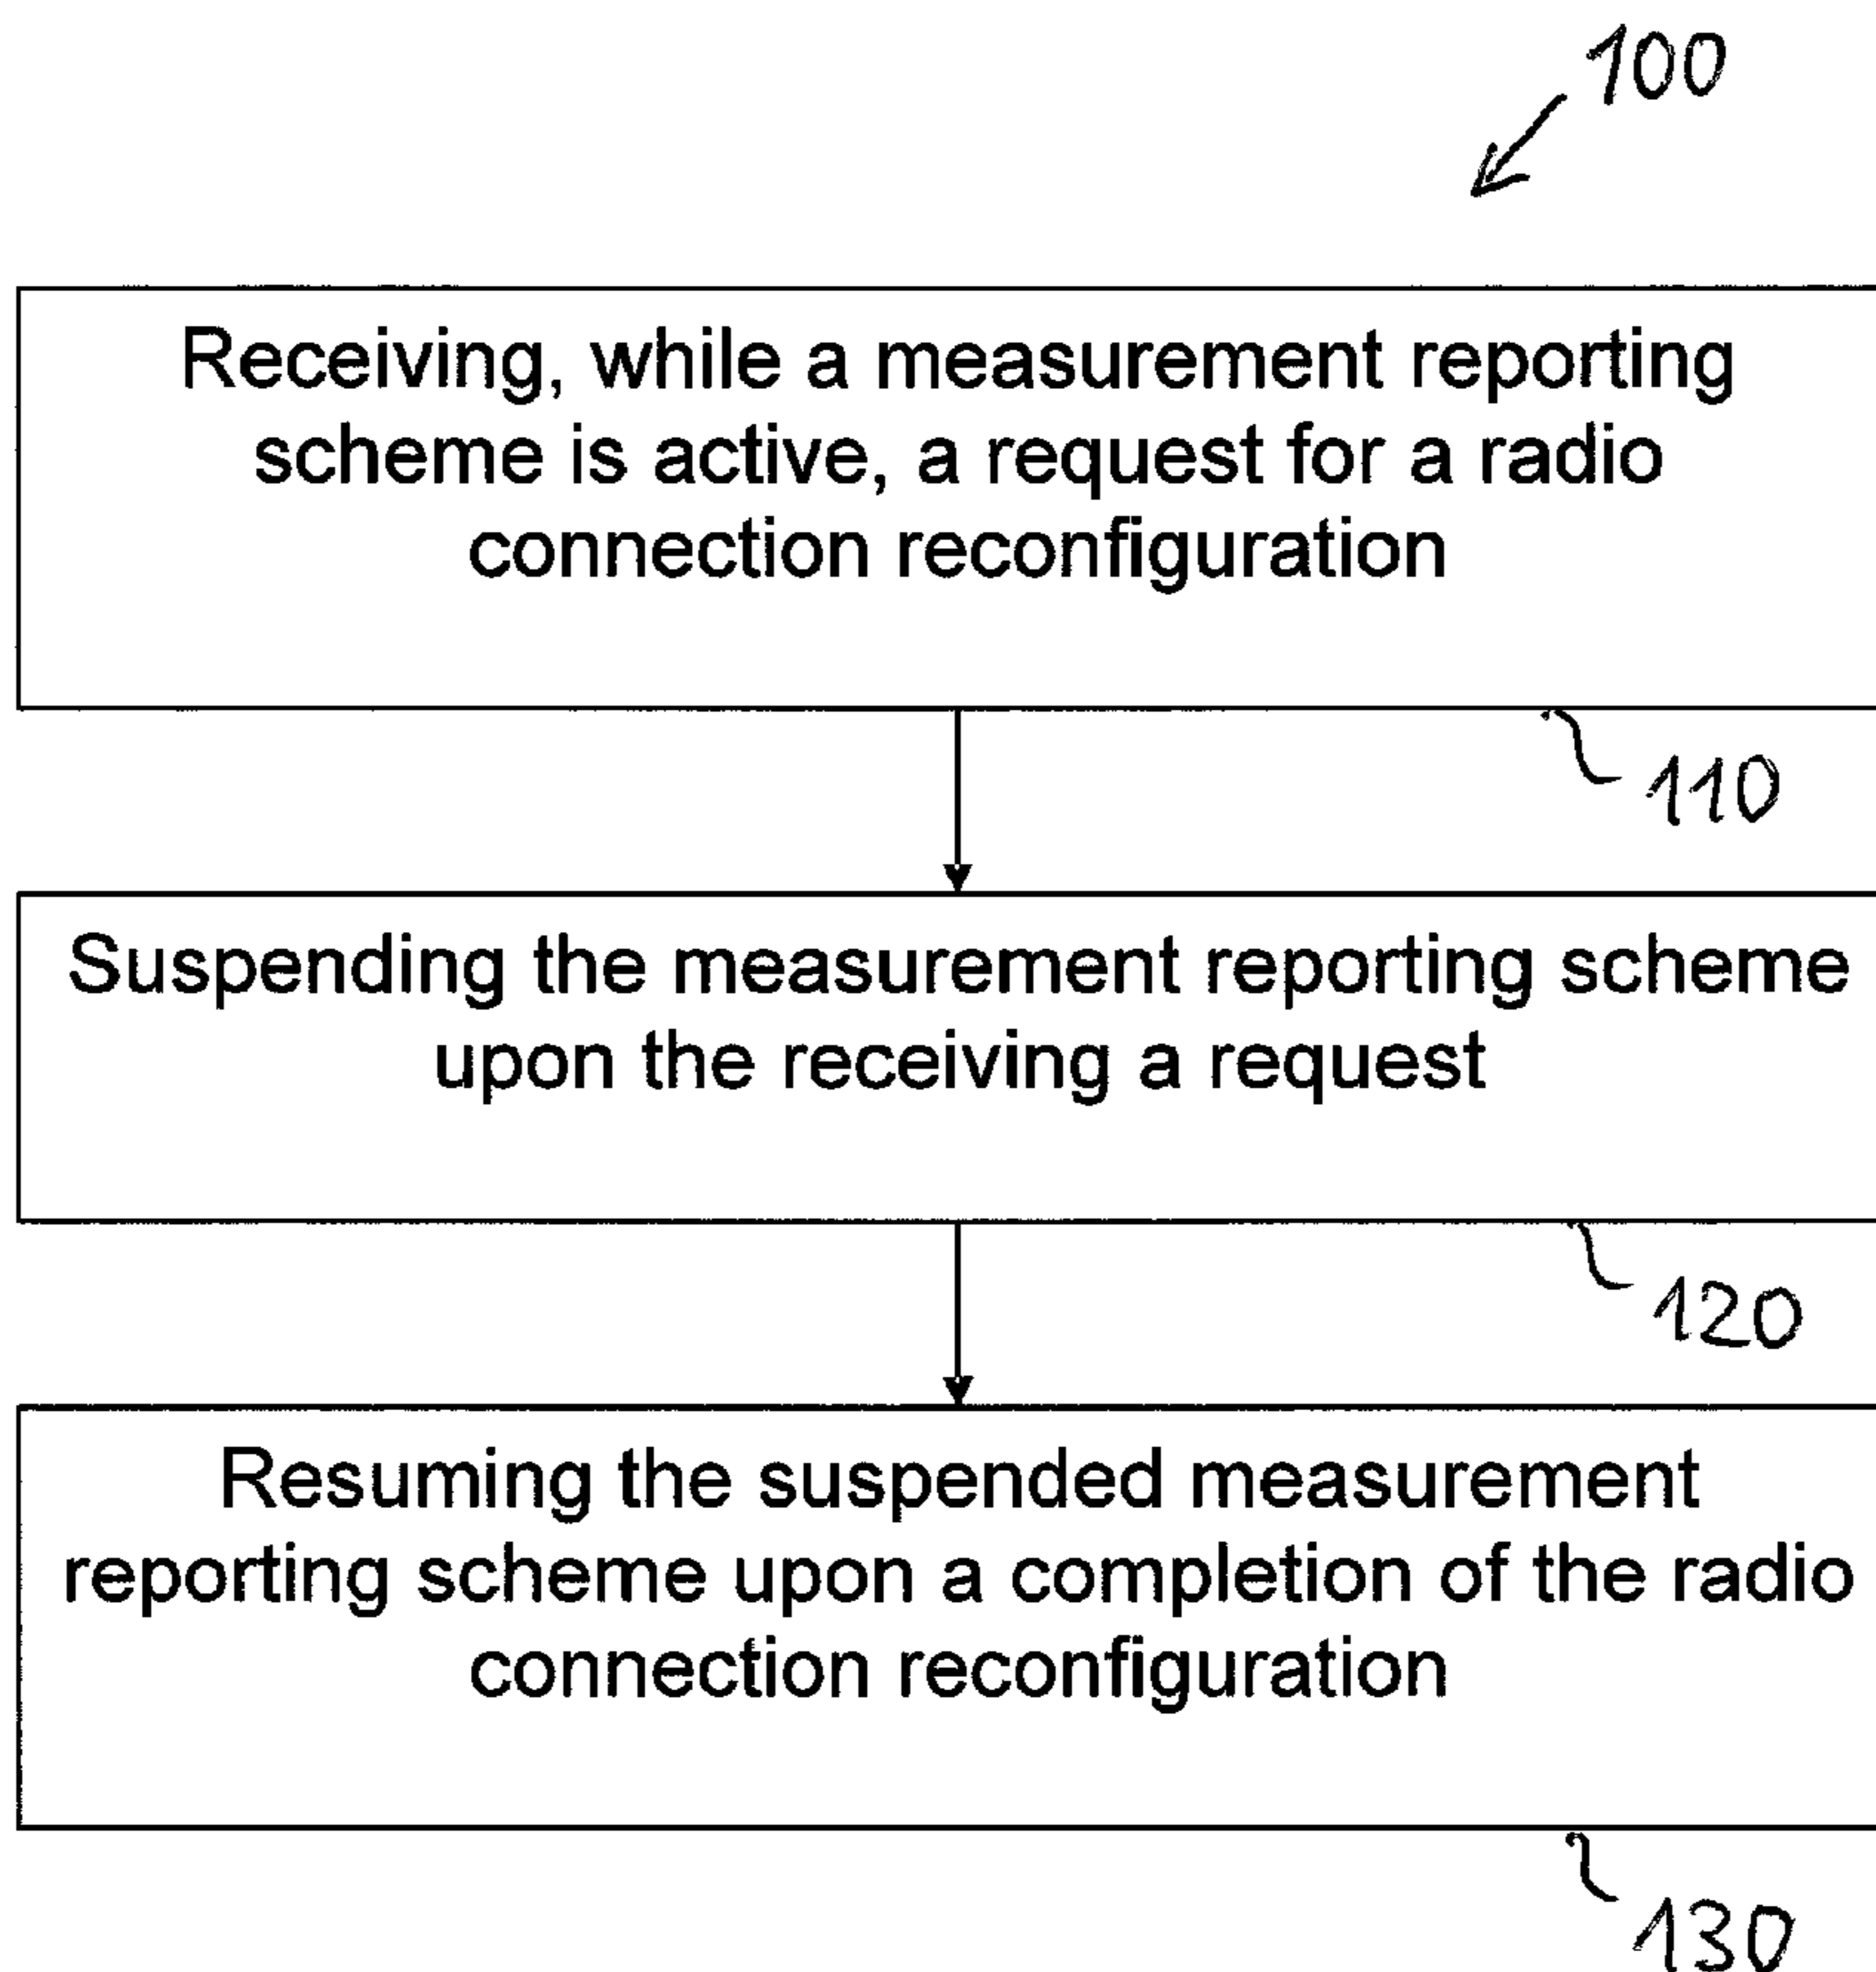 100
Receiving, while a measurement reporting
scheme is active, a request for a radio
connection reconfiguration
110
Suspending the measurement reporting scheme
upon the receiving a request
120
Resuming the suspended measurement
reporting scheme upon a completion of the radio
connection reconfiguration
130